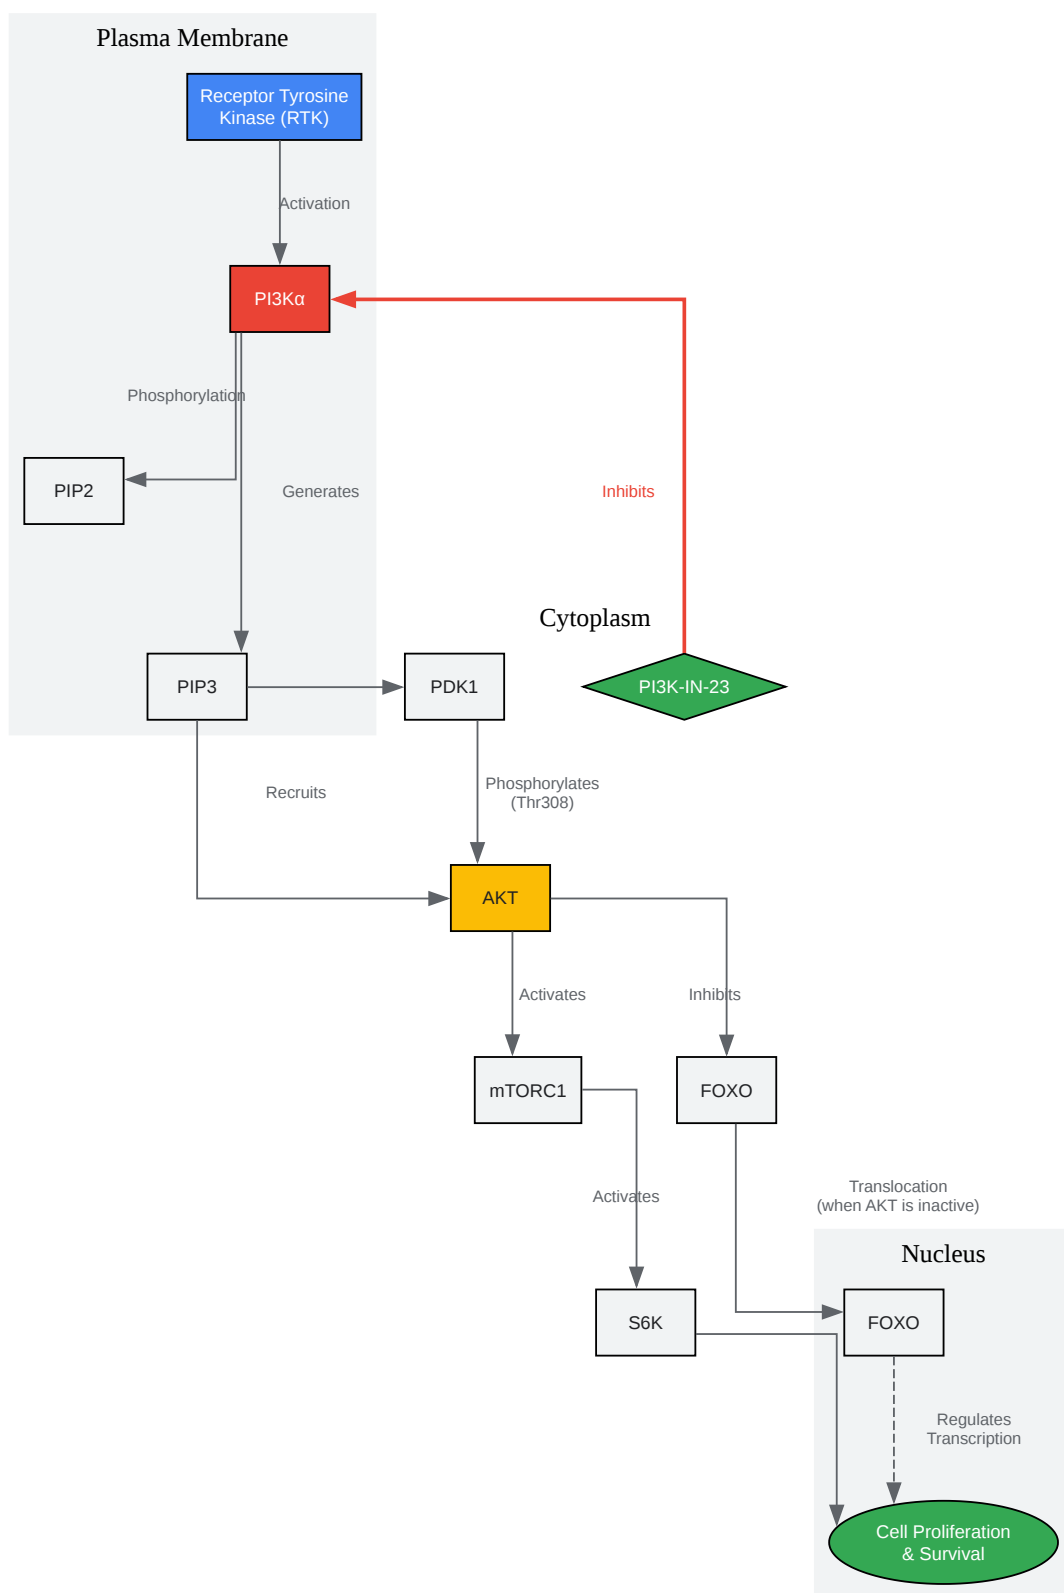 Plasma Membrane
Receptor Tyrosine
Kinase (RTK)
Activation
PI3Kα
Phosphorylation
PIP2
Generates
Inhibits
Cytoplasm
PIP3
PDK1
PI3K-IN-23
Recruits
Phosphorylates
(Thr308)
AKT
Activates
Inhibits
mTORC1
FOXO
Activates
Translocation
(when AKT is inactive)
Nucleus
S6K
FOXO
Regulates
Transcription
Cell Proliferation
& Survival